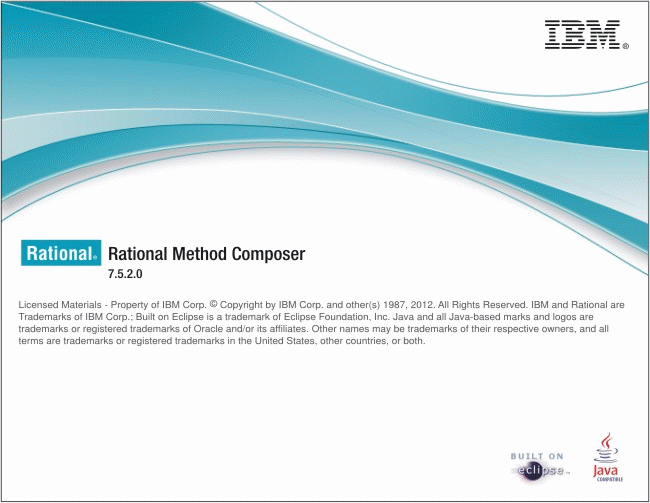 IBM®
Rational® Rational Method Composer
7.5.2.0
Licensed Materials - Property of IBM Corp. © Copyright by IBM Corp. and other(s) 1987, 2012. All Rights Reserved. IBM and Rational are
Trademarks of IBM Corp.; Built on Eclipse is a trademark of Eclipse Foundation, Inc. Java and all Java-based marks and logos are
trademarks or registered trademarks of Oracle and/or its affiliates. Other names may be trademarks of their respective owners, and all
terms are trademarks or registered trademarks in the United States, other countries, or both.
BUILT ON
eclipse™
Java
COMPATIBLE